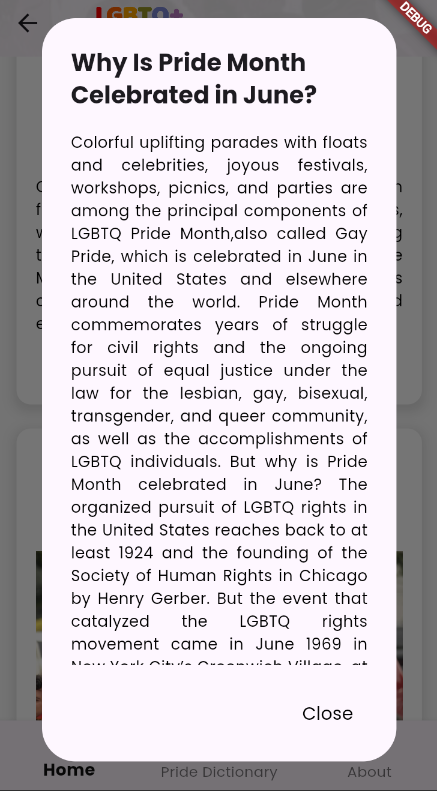 LGBTQ+
DEBUG
Why Is Pride Month
Celebrated in June?
Colorful uplifting parades with floats
and celebrities, joyous festivals,
workshops, picnics, and parties are
among the principal components of
LGBTQ Pride Month,also called Gay
Pride, which is celebrated in June in
the United States and elsewhere
around the world. Pride Month
commemorates years of struggle
for civil rights and the ongoing
pursuit of equal justice under the
law for the lesbian, gay, bisexual,
transgender, and queer community,
as well as the accomplishments of
LGBTQ individuals. But why is Pride
Month celebrated in June? The
organized pursuit of LGBTQ rights in
the United States reaches back to at
least 1924 and the founding of the
Society of Human Rights in Chicago
by Henry Gerber. But the event that
catalyzed the LGBTQ rights
movement came in June 1969 in
New York City's Greenwich Village, at
Close
Home Pride Dictionary About